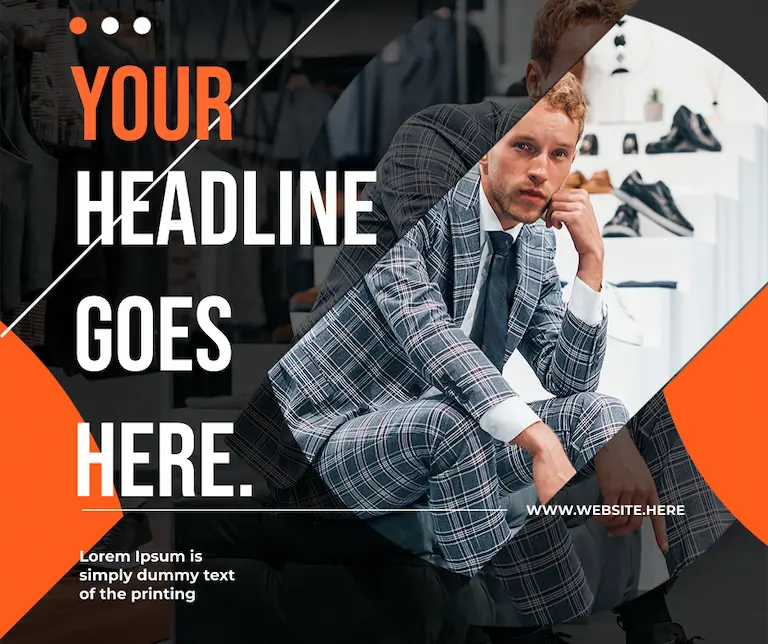 YOUR
HEADLINE
GOES
HERE.
WWW.WEBSITE.HERE
Lorem Ipsum is
simply dummy text
of the printing